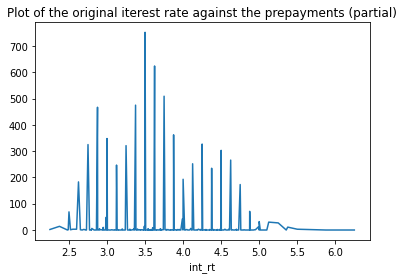 Plot of the original iterest rate against the prepayments (partial)
700
600
500
400
300
200
100
0
2.5 3.0 3.5 4.0 4.5 5.0 5.5 6.0
int_rt